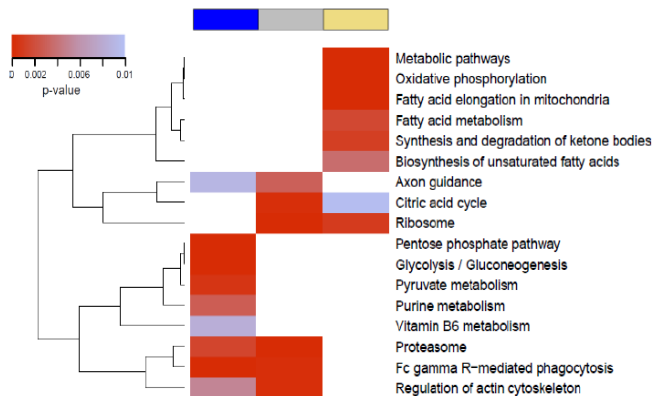 0 0.002 0.006 0.01
p-value
Metabolic pathways
Oxidative phosphorylation
Fatty acid elongation in mitochondria
Fatty acid metabolism
Synthesis and degradation of ketone bodies
Biosynthesis of unsaturated fatty acids
Axon guidance
Citric acid cycle
Ribosome
Pentose phosphate pathway
Glycolysis / Gluconeogenesis
Pyruvate metabolism
Purine metabolism
Vitamin B6 metabolism
Proteasome
Fc gamma R−mediated phagocytosis
Regulation of actin cytoskeleton